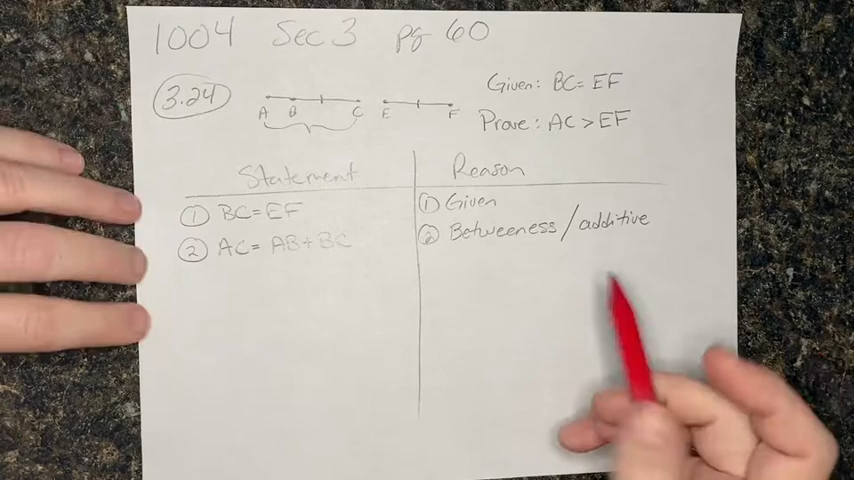 1004 Sec 3 pg 60
3.24
A B C E F
Given: BC = EF
Prove: AC > EF
Statement Reason
① BC = EF ① Given
② AC = AB + BC ② Betweeness / additive